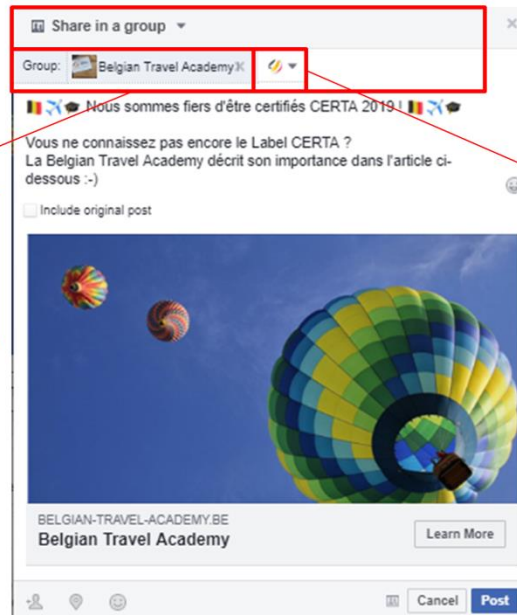 Share in a group
Group: Belgian Travel Academy
🇧🇪✈️🎓 Nous sommes fiers d'être certifiés CERTA 2019 ! 🇧🇪✈️🎓
Vous ne connaissez pas encore le Label CERTA ?
La Belgian Travel Academy décrit son importance dans l'article ci-
dessous :-)
Include original post
BELGIAN-TRAVEL-ACADEMY.BE
Belgian Travel Academy
Learn More
Cancel Post